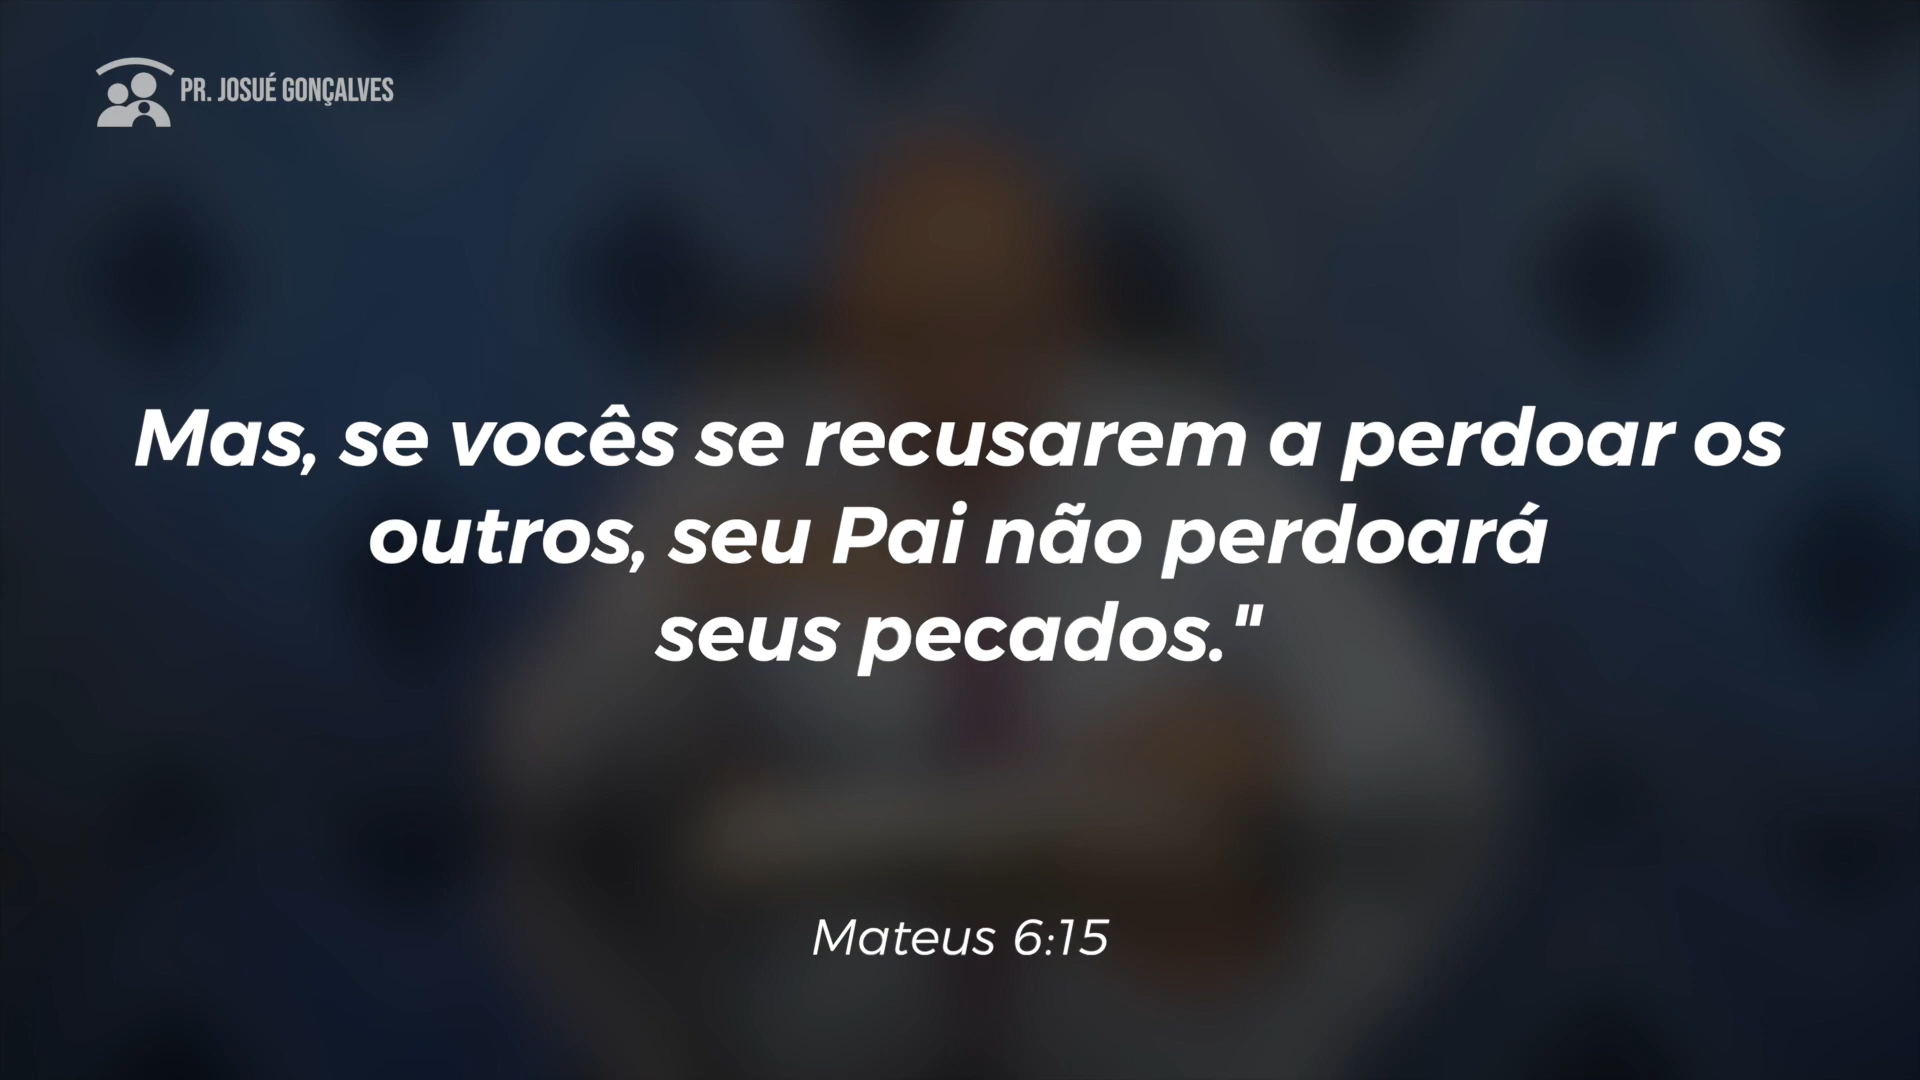 PR. JOSUÉ GONÇALVES
Mas, se vocês se recusarem a perdoar os
outros, seu Pai não perdoará
seus pecados."
Mateus 6:15